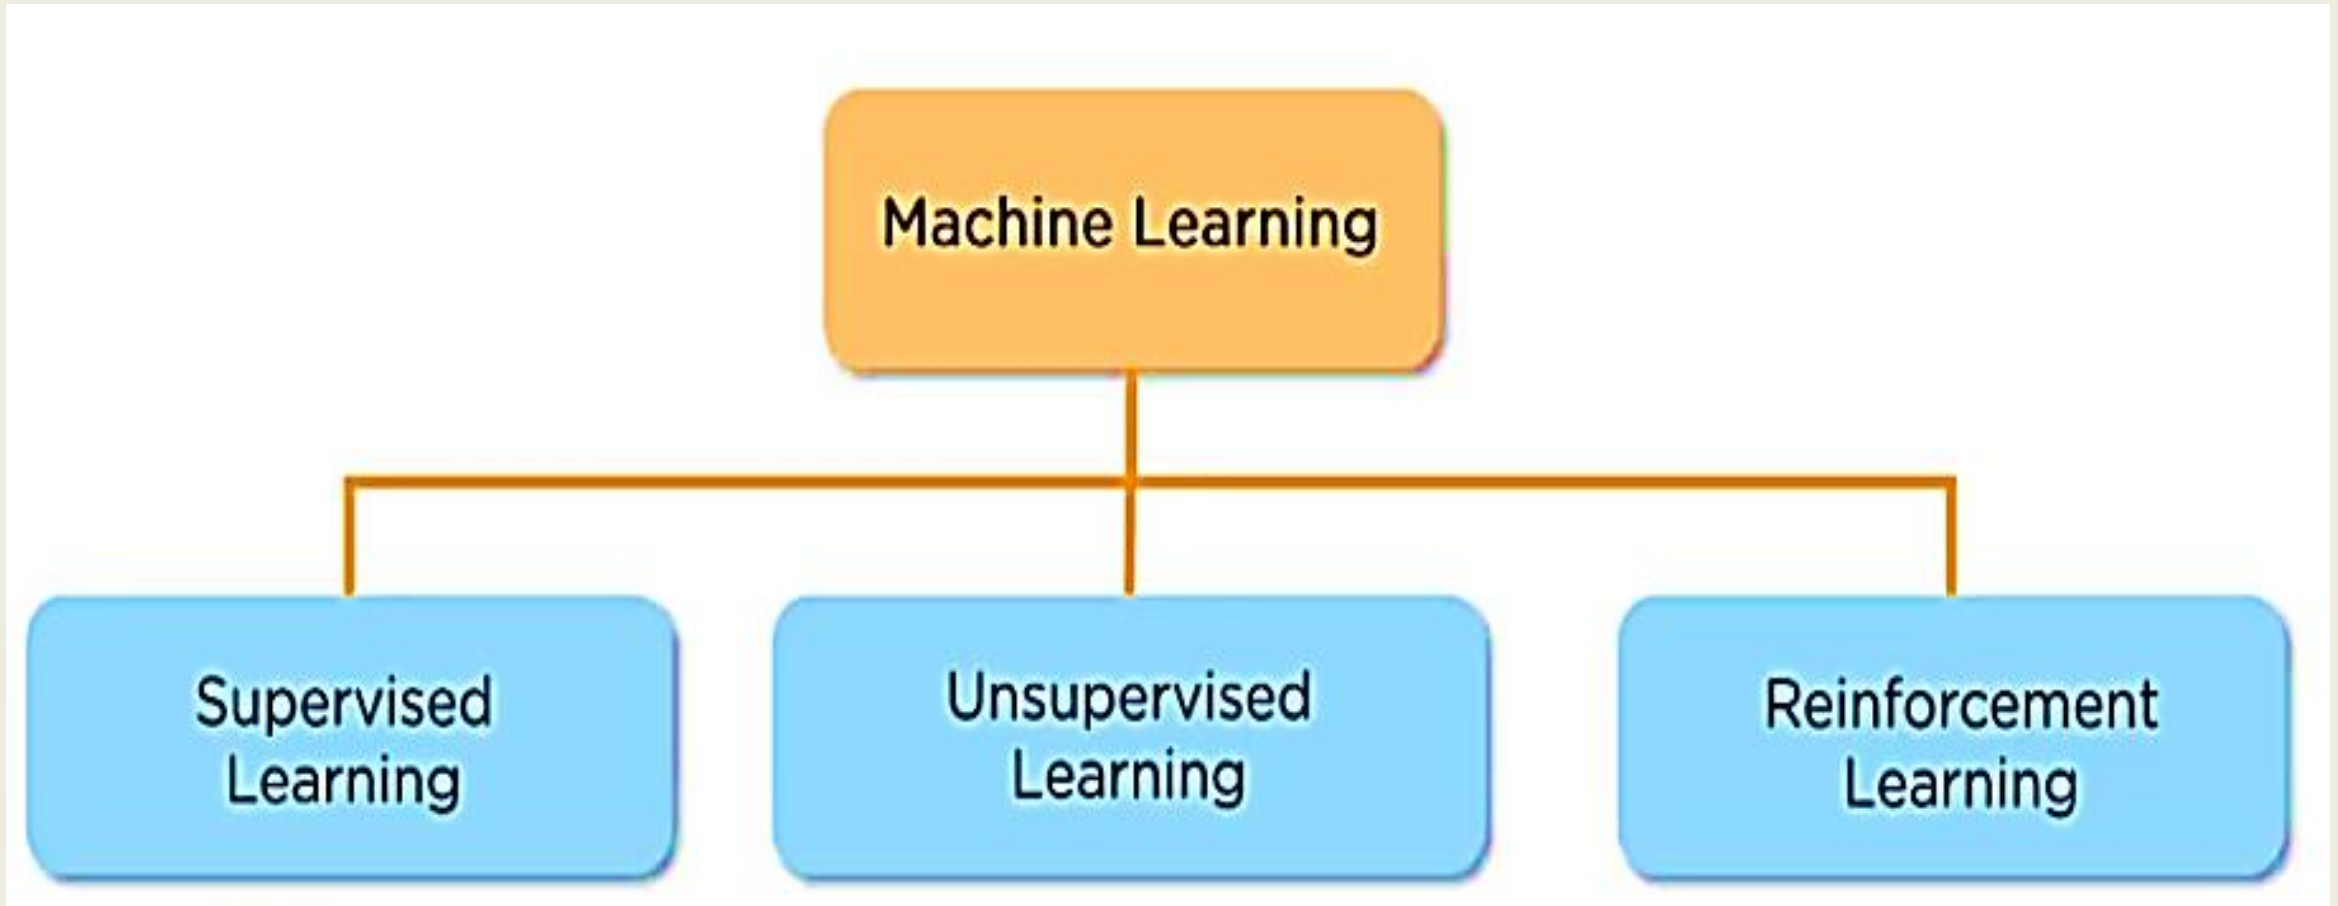 Machine Learning
Supervised
Learning
Unsupervised
Learning
Reinforcement
Learning